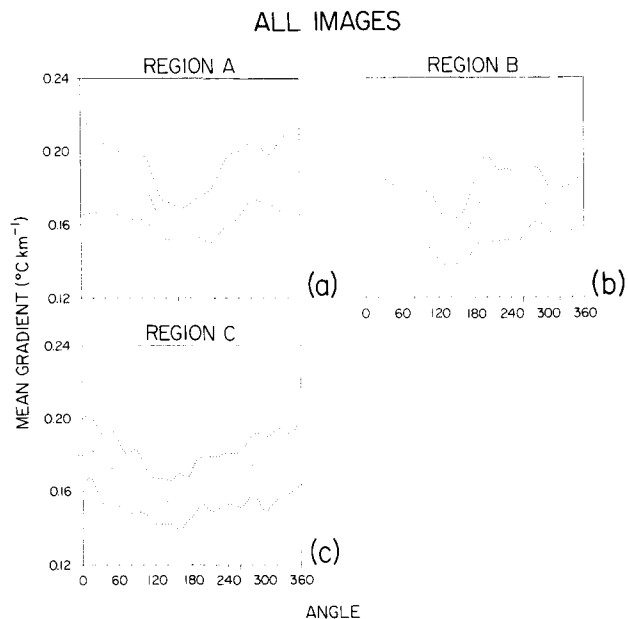 ALL IMAGES
REGION A
REGION B
0.24
0.20
0.16
0.12
(a)
(b)
0 60 120 180 240 300 360
REGION C
0.24
0.20
0.16
0.12
(c)
0 60 120 180 240 300 360
MEAN GRADIENT (°C km⁻¹)
ANGLE